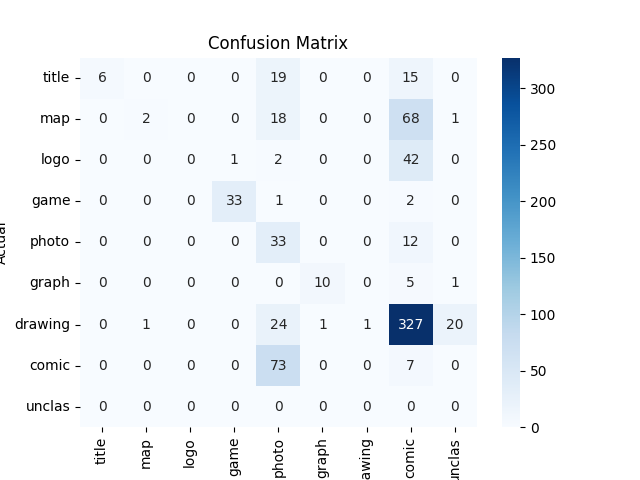 Confusion Matrix
title 6 0 0 0 19 0 0 15 0
map 0 2 0 0 18 0 0 68 1
logo 0 0 0 1 2 0 0 42 0
game 0 0 0 33 1 0 0 2 0
photo 0 0 0 0 33 0 0 12 0
graph 0 0 0 0 0 10 0 5 1
drawing 0 1 0 0 24 1 1 327 20
comic 0 0 0 0 73 0 0 7 0
unclas 0 0 0 0 0 0 0 0 0
title map logo game photo graph awing comic unclas
Actual
300
250
200
150
100
50
0